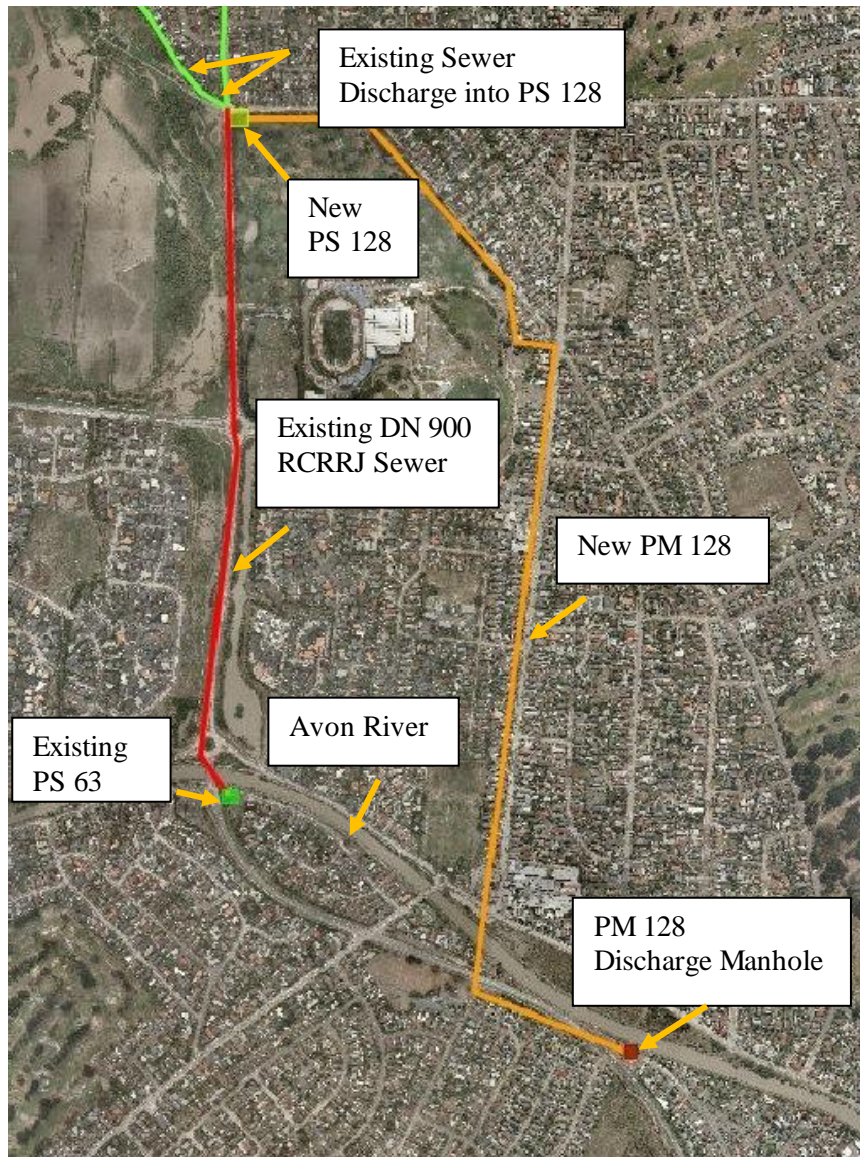 Existing Sewer
Discharge into PS 128
New
PS 128
Existing DN 900
RCRRJ Sewer
New PM 128
Avon River
Existing
PS 63
PM 128
Discharge Manhole